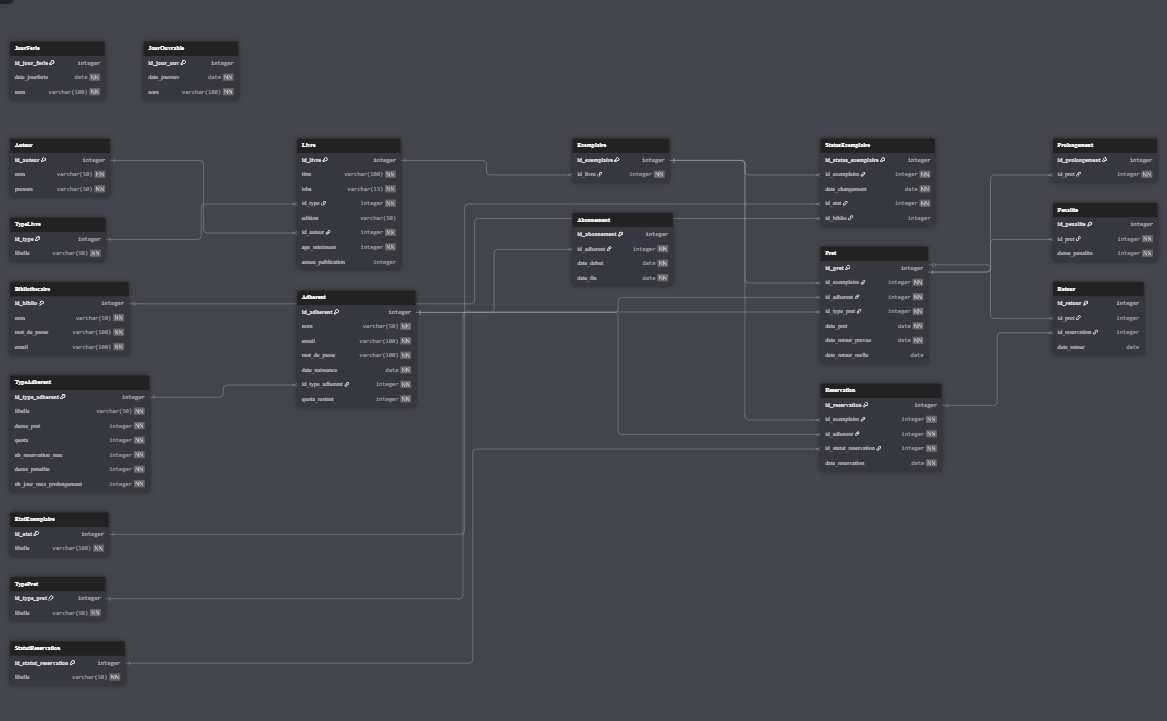 JourFerie
id_jour_ferie integer
date_jourferie date NN
nom varchar(100) NN
JourOuvrable
id_jour_ouv integer
date_jourouv date NN
nom varchar(100) NN
Auteur
id_auteur integer
nom varchar(50) NN
prenom varchar(50) NN
TypeLivre
id_type integer
libelle varchar(50) NN
Bibliothecaire
id_biblio integer
nom varchar(50) NN
mot_de_passe varchar(100) NN
email varchar(100) NN
TypeAdherent
id_type_adherent integer
libelle varchar(50) NN
duree_pret integer NN
quota integer NN
nb_reservation_max integer NN
duree_penalite integer NN
nb_jour_max_prolongement integer NN
EtatExemplaire
id_etat integer
libelle varchar(100) NN
TypePret
id_type_pret integer
libelle varchar(50) NN
StatutReservation
id_statut_reservation integer
libelle varchar(50) NN
Livre
id_livre integer
titre varchar(100) NN
isbn varchar(13) NN
id_type integer NN
edition varchar(50)
id_auteur integer NN
age_minimum integer NN
annee_publication integer
Adherent
id_adherent integer
nom varchar(50) NN
email varchar(100) NN
mot_de_passe varchar(100) NN
date_naissance date NN
id_type_adherent integer NN
quota_restant integer NN
Exemplaire
id_exemplaire integer
id_livre integer NN
Abonnement
id_abonnement integer
id_adherent integer NN
date_debut date NN
date_fin date NN
StatusExemplaire
id_status_exemplaire integer
id_exemplaire integer NN
date_changement date NN
id_etat integer NN
id_biblio integer
Pret
id_pret integer
id_exemplaire integer NN
id_adherent integer NN
id_type_pret integer NN
date_pret date NN
date_retour_prevue date NN
date_retour_reelle date
Reservation
id_reservation integer
id_exemplaire integer NN
id_adherent integer NN
id_statut_reservation integer NN
date_reservation date NN
Prolongement
id_prolongement integer
id_pret integer NN
Penalite
id_penalite integer NN
id_pret integer NN
duree_penalite integer NN
Retour
id_retour integer
id_pret integer
id_reservation integer
date_retour date